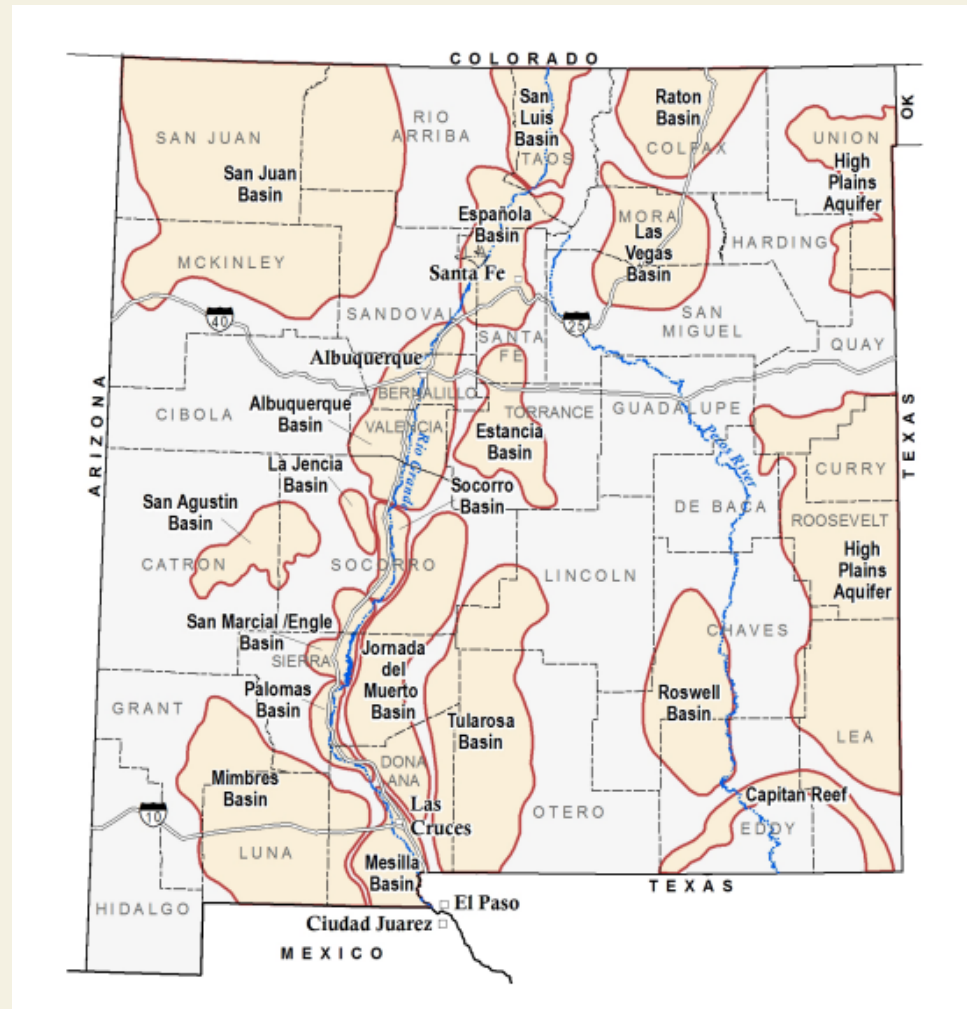 COLORADO
OK
SAN JUAN
RIO
ARRIBA
San
Luis
Basin
TAOS
Raton
Basin
COLFAX
UNION
High
Plains
Aquifer
San Juan
Basin
Española
Basin
MORA
Las
Vegas
Basin
HARDING
MCKINLEY
Santa Fe
SANDOVAL
40
25
SAN
MIGUEL
SANTA
FE
QUAY
Albuquerque
ARIZONA
CIBOLA
BERNALILLO
Albuquerque
Basin
VALENCIA
Rio Grande
TORRANCE
Estancia
Basin
GUADALUPE
Pecos River
TEXAS
CURRY
La Jencia
Basin
Socorro
Basin
San Agustin
Basin
DE BACA
ROOSEVELT
CATRON
SOCORRO
LINCOLN
High
Plains
Aquifer
San Marcial /Engle
Basin
SIERRA
CHAVES
Jornada
del
Muerto
Basin
Palomas
Basin
GRANT
Tularosa
Basin
Roswell
Basin
LEA
DONA
ANA
Mimbres
Basin
Las
Cruces
OTERO
Capitan Reef
EDDY
10
LUNA
Mesilla
Basin
TEXAS
HIDALGO
El Paso
Ciudad Juarez
MEXICO